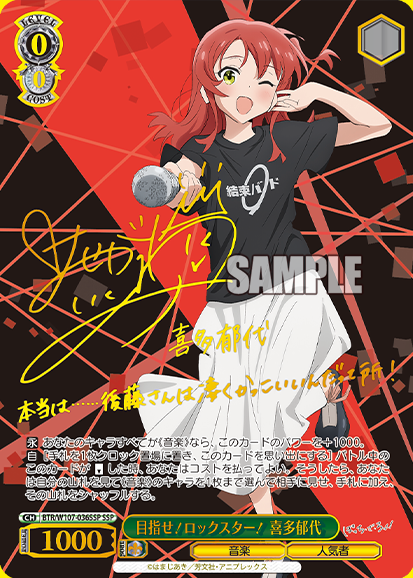 LEVEL
0
0
COST
結束バンド
SAMPLE
喜多郁代
本当は……後藤さんは凄くかっこいいんだって所!
永 あなたのキャラすべてが《音楽》なら、このカードのパワーを+1000。
自 【手札を1枚クロック置場に置き、このカードを思い出にする】 バトル中の
このカードが した時、あなたはコストを払ってよい。そうしたら、あなた
は自分の山札を見て《音楽》のキャラを1枚まで選んで相手に見せ、手札に加え、
その山札をシャッフルする。
CH BTR/W107-036SSP SSP
POWER
1000
目指せ!ロックスター! 喜多郁代
音楽
人気者
©はまじあき/芳文社・アニプレックス